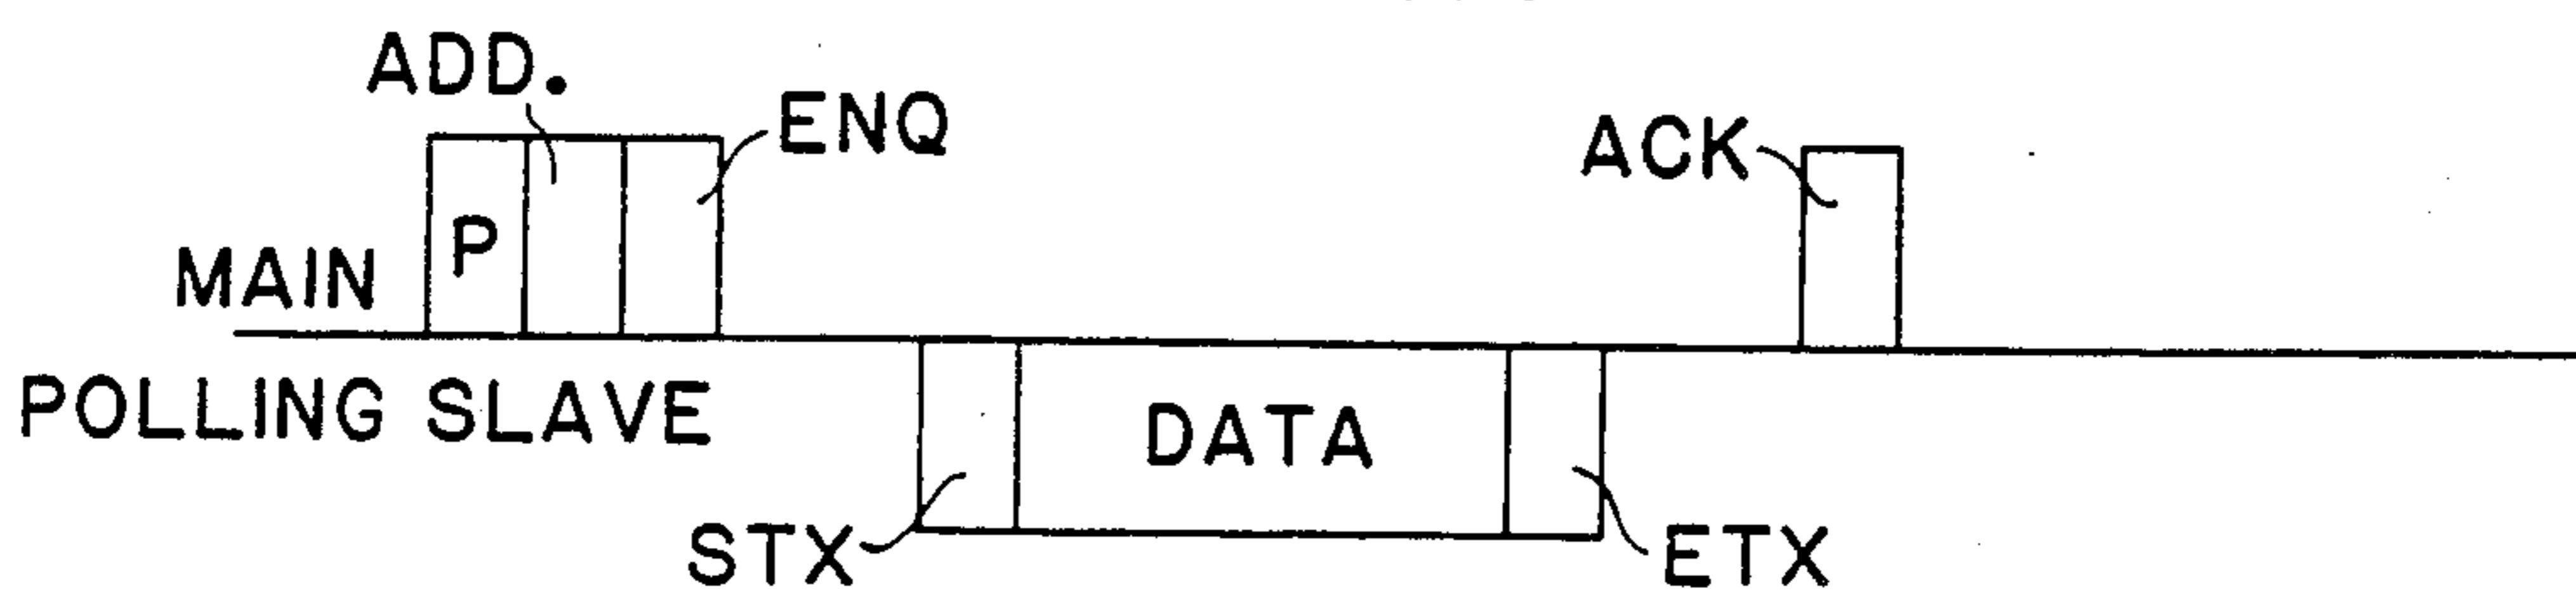 ADD.
ENQ
ACK
P
MAIN
POLLING SLAVE
DATA
STX
ETX